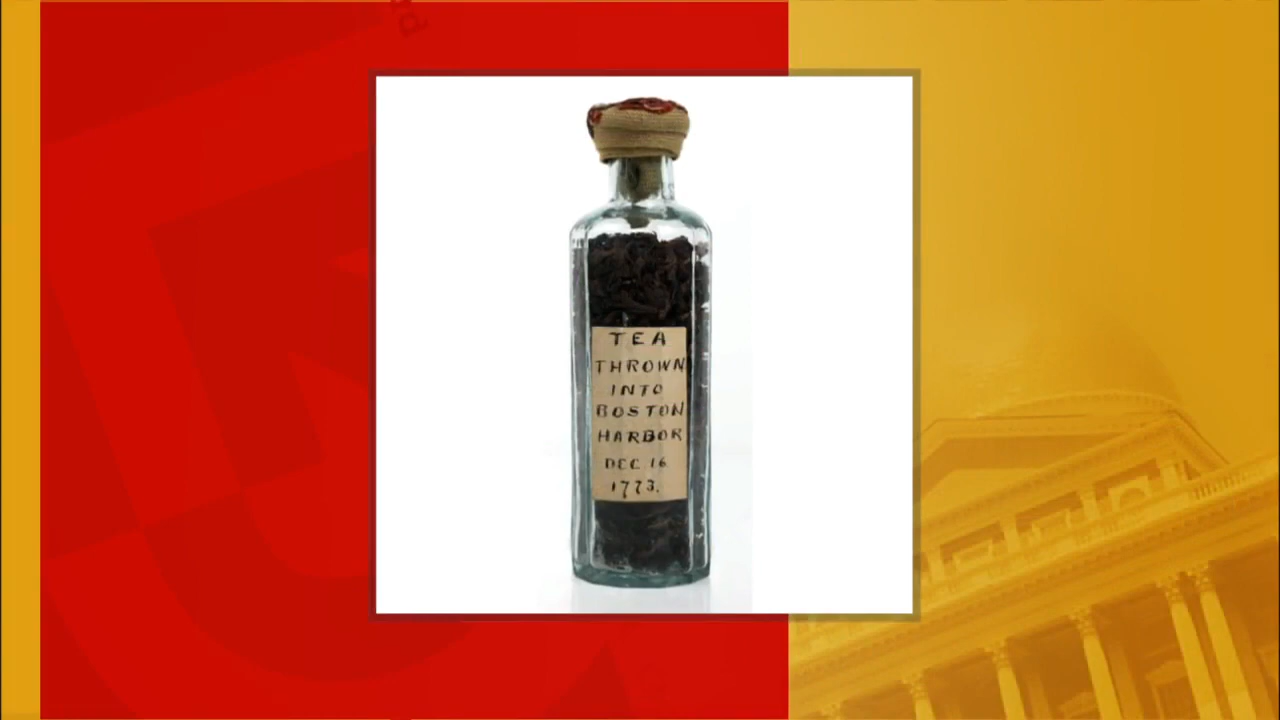 TEA
THROWN
INTO
BOSTON
HARBOR
DEC 16
1773.